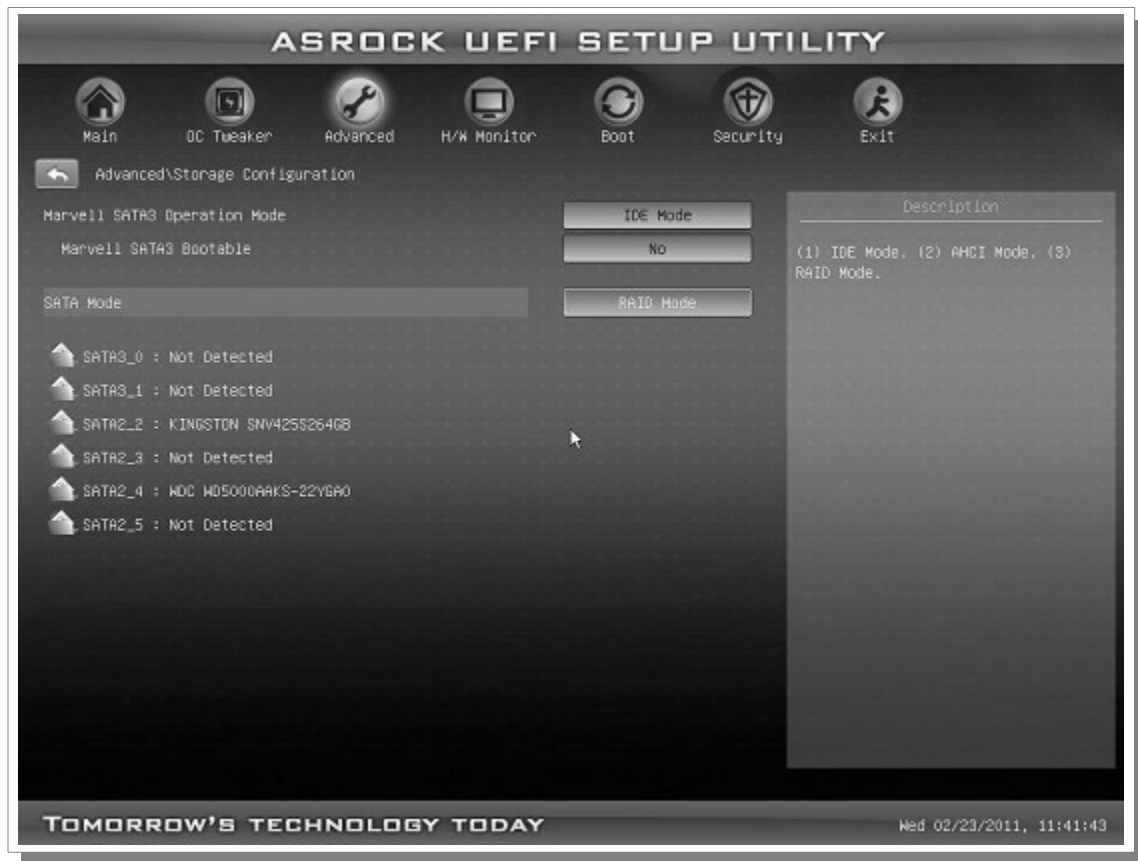 ASROCK UEFI SETUP UTILITY
Main OC Tweaker Advanced H/W Monitor Boot Security Exit
Advanced\Storage Configuration
Marvell SATA3 Operation Mode IDE Mode
Marvell SATA3 Bootable No
SATA Mode RAID Mode
SATA3_0 : Not Detected
SATA3_1 : Not Detected
SATA2_2 : KINGSTON SNV425S264GB
SATA2_3 : Not Detected
SATA2_4 : WDC WD5000AAKS-22YGA0
SATA2_5 : Not Detected
Description
(1) IDE Mode. (2) AHCI Mode. (3)
RAID Mode.
TOMORROW'S TECHNOLOGY TODAY
Wed 02/23/2011, 11:41:43